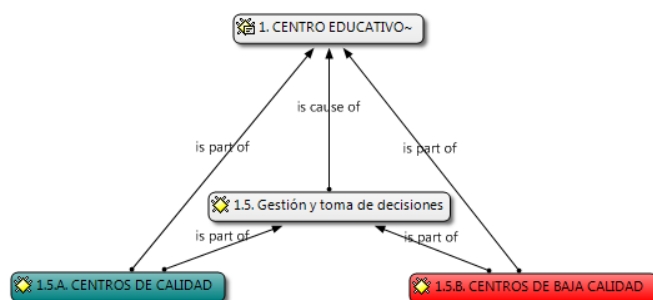 1. CENTRO EDUCATIVO~
is cause of
is part of
is part of
1.5. Gestión y toma de decisiones
is part of
is part of
1.5.A. CENTROS DE CALIDAD
1.5.B. CENTROS DE BAJA CALIDAD